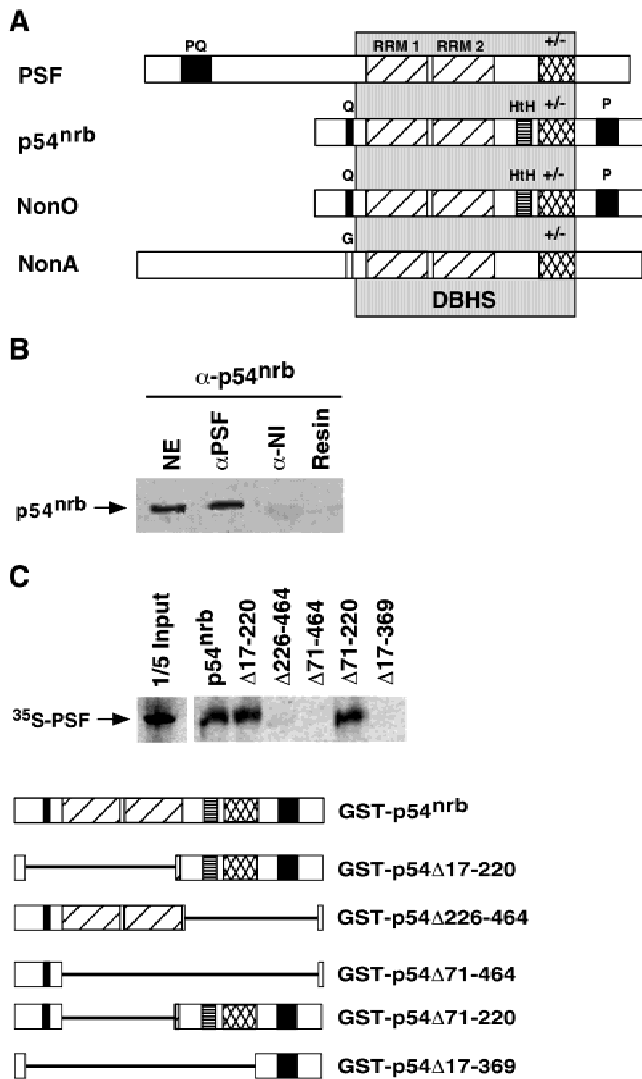 A
PQ RRM 1 RRM 2 +/-
PSF
Q HtH +/- P
p54nrb
Q HtH +/- P
NonO
G +/-
NonA
DBHS
B
α-p54nrb
NE αPSF α-NI Resin
p54nrb
C
1/5 Input p54nrb Δ17-220 Δ226-464 Δ71-464 Δ71-220 Δ17-369
35S-PSF
GST-p54nrb
GST-p54Δ17-220
GST-p54Δ226-464
GST-p54Δ71-464
GST-p54Δ71-220
GST-p54Δ17-369